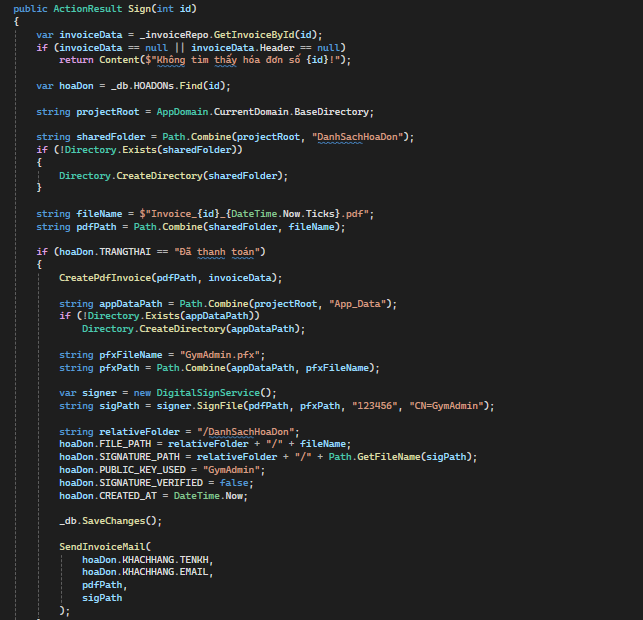 public ActionResult Sign(int id)
{
var invoiceData = _invoiceRepo.GetInvoiceById(id);
if (invoiceData == null || invoiceData.Header == null)
return Content($"Không tìm thấy hóa đơn số {id}!");
var hoaDon = _db.HOADONs.Find(id);
string projectRoot = AppDomain.CurrentDomain.BaseDirectory;
string sharedFolder = Path.Combine(projectRoot, "DanhSachHoaDon");
if (!Directory.Exists(sharedFolder))
{
Directory.CreateDirectory(sharedFolder);
}
string fileName = $"Invoice_{id}_{DateTime.Now.Ticks}.pdf";
string pdfPath = Path.Combine(sharedFolder, fileName);
if (hoaDon.TRANGTHAI == "Đã thanh toán")
{
CreatePdfInvoice(pdfPath, invoiceData);
string appDataPath = Path.Combine(projectRoot, "App_Data");
if (!Directory.Exists(appDataPath))
Directory.CreateDirectory(appDataPath);
string pfxFileName = "GymAdmin.pfx";
string pfxPath = Path.Combine(appDataPath, pfxFileName);
var signer = new DigitalSignService();
string sigPath = signer.SignFile(pdfPath, pfxPath, "123456", "CN=GymAdmin");
string relativeFolder = "/DanhSachHoaDon";
hoaDon.FILE_PATH = relativeFolder + "/" + fileName;
hoaDon.SIGNATURE_PATH = relativeFolder + "/" + Path.GetFileName(sigPath);
hoaDon.PUBLIC_KEY_USED = "GymAdmin";
hoaDon.SIGNATURE_VERIFIED = false;
hoaDon.CREATED_AT = DateTime.Now;
_db.SaveChanges();
SendInvoiceMail(
hoaDon.KHACHHANG.TENKH,
hoaDon.KHACHHANG.EMAIL,
pdfPath,
sigPath
);